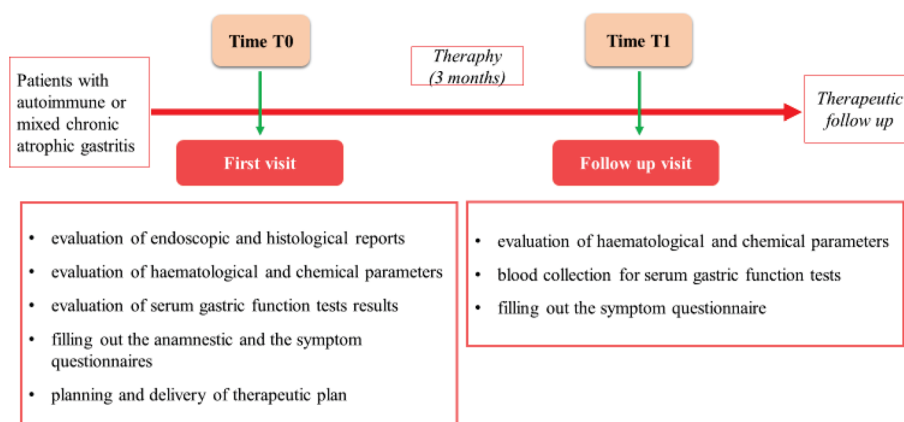 Time T0
Time T1
Theraphy
(3 months)
Patients with
autoimmune or
mixed chronic
atrophic gastritis
Therapeutic
follow up
First visit
Follow up visit
• evaluation of endoscopic and histological reports
• evaluation of haematological and chemical parameters
• evaluation of serum gastric function tests results
• filling out the anamnestic and the symptom
questionnaires
• planning and delivery of therapeutic plan
• evaluation of haematological and chemical parameters
• blood collection for serum gastric function tests
• filling out the symptom questionnaire